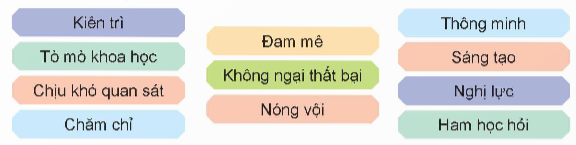 Kiên trì
Tò mò khoa học
Chịu khó quan sát
Chăm chỉ
Đam mê
Không ngại thất bại
Nóng vội
Thông minh
Sáng tạo
Nghị lực
Ham học hỏi